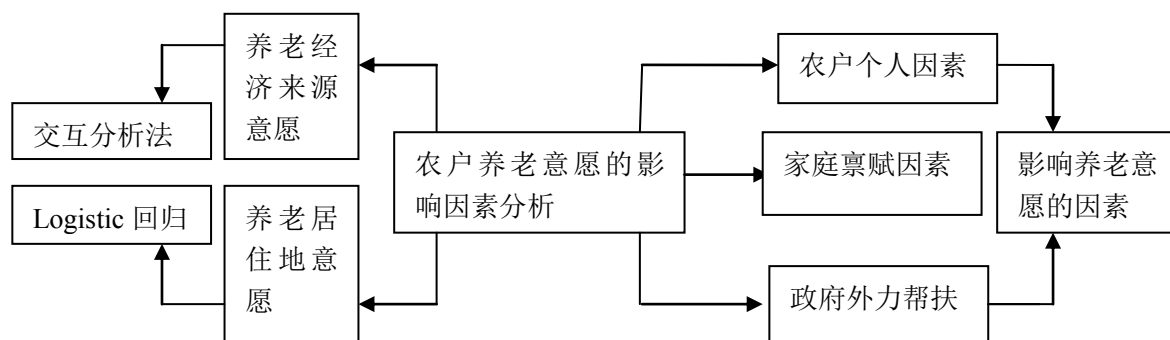 养老经
济来源
意愿
交互分析法
Logistic 回归
养老居
住地意
愿
农户养老意愿的影
响因素分析
农户个人因素
家庭禀赋因素
政府外力帮扶
影响养老意
愿的因素